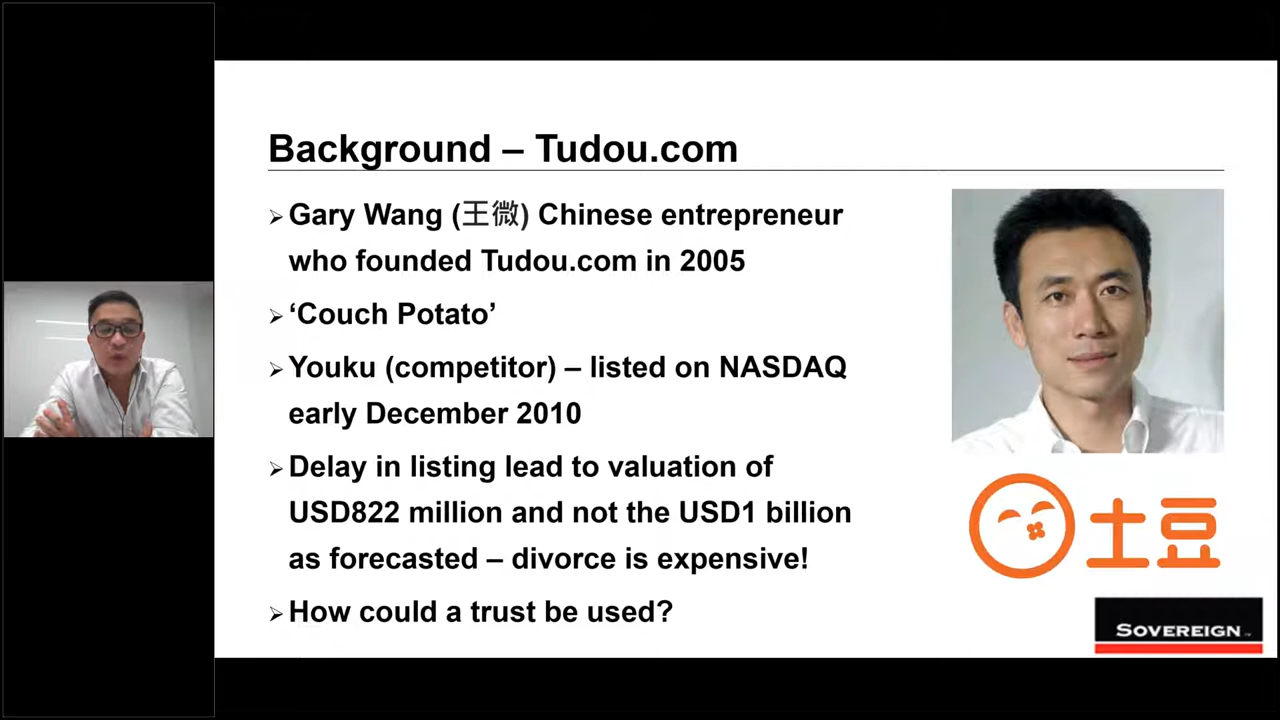 Background – Tudou.com
➢Gary Wang (王微) Chinese entrepreneur
who founded Tudou.com in 2005
➢‘Couch Potato’
➢Youku (competitor) – listed on NASDAQ
early December 2010
➢Delay in listing lead to valuation of
USD822 million and not the USD1 billion
as forecasted – divorce is expensive!
➢How could a trust be used?
土豆
SOVEREIGN